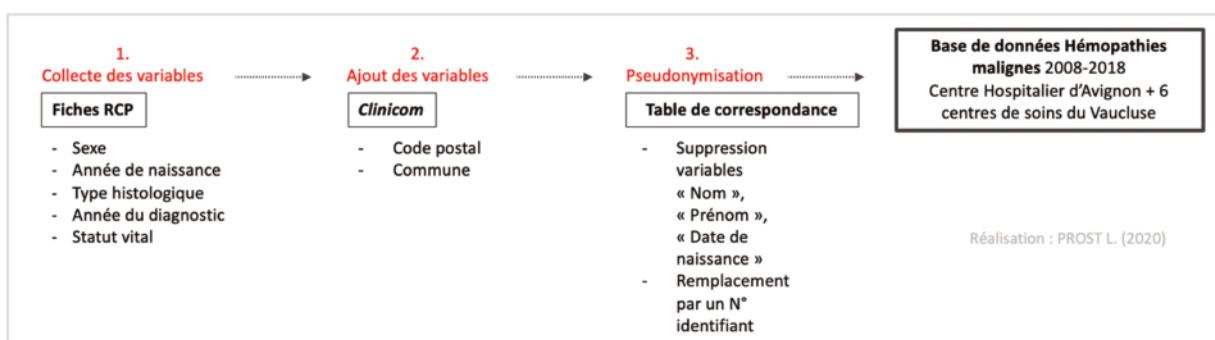 1.
Collecte des variables
Fiches RCP
- Sexe
- Année de naissance
- Type histologique
- Année du diagnostic
- Statut vital
2.
Ajout des variables
Clinicom
- Code postal
- Commune
3.
Pseudonymisation
Table de correspondance
- Suppression
variables
« Nom »,
« Prénom »,
« Date de
naissance »
- Remplacement
par un N°
identifiant
Base de données Hémopathies
malignes 2008-2018
Centre Hospitalier d'Avignon + 6
centres de soins du Vaucluse
Réalisation : PROST L. (2020)